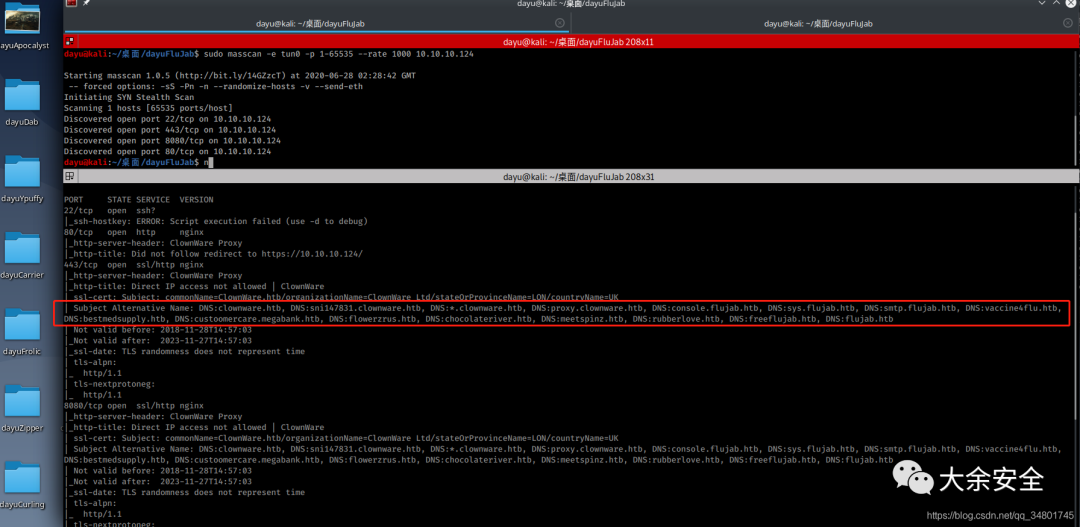 dayu@kali: ~/桌面/dayuFluJab
dayu@kali: ~/桌面/dayuFluJab
dayu@kali: ~/桌面/dayuFluJab
dayu@kali: ~/桌面/dayuFluJab 208x11
dayu@kali:~/桌面/dayuFluJab$ sudo masscan -e tun0 -p 1-65535 --rate 1000 10.10.10.124
Starting masscan 1.0.5 (http://bit.ly/14GZzcT) at 2020-06-28 02:28:42 GMT
-- forced options: -sS -Pn -n --randomize-hosts -v --send-eth
Initiating SYN Stealth Scan
Scanning 1 hosts [65535 ports/host]
Discovered open port 22/tcp on 10.10.10.124
Discovered open port 443/tcp on 10.10.10.124
Discovered open port 8080/tcp on 10.10.10.124
Discovered open port 80/tcp on 10.10.10.124
dayu@kali:~/桌面/dayuFluJab$ n
dayu@kali: ~/桌面/dayuFluJab 208x31
PORT STATE SERVICE VERSION
22/tcp open ssh?
|_ssh-hostkey: ERROR: Script execution failed (use -d to debug)
80/tcp open http nginx
|_http-server-header: ClownWare Proxy
|_http-title: Did not follow redirect to https://10.10.10.124/
443/tcp open ssl/http nginx
|_http-server-header: ClownWare Proxy
|_http-title: Direct IP access not allowed | ClownWare
| ssl-cert: Subject: commonName=ClownWare.htb/organizationName=ClownWare Ltd/stateOrProvinceName=LON/countryName=UK
| Subject Alternative Name: DNS:clownware.htb, DNS:sni147831.clownware.htb, DNS:*.clownware.htb, DNS:proxy.clownware.htb, DNS:console.flujab.htb, DNS:sys.flujab.htb, DNS:smtp.flujab.htb, DNS:vaccine4flu.htb,
DNS:bestmedsupply.htb, DNS:custoomercare.megabank.htb, DNS:flowerzrus.htb, DNS:chocolateriver.htb, DNS:meetspinz.htb, DNS:rubberlove.htb, DNS:freeflujab.htb, DNS:flujab.htb
| Not valid before: 2018-11-28T14:57:03
|_Not valid after: 2023-11-27T14:57:03
|_ssl-date: TLS randomness does not represent time
| tls-alpn:
|_ http/1.1
| tls-nextprotoneg:
|_ http/1.1
8080/tcp open ssl/http nginx
|_http-server-header: ClownWare Proxy
|_http-title: Direct IP access not allowed | ClownWare
| ssl-cert: Subject: commonName=ClownWare.htb/organizationName=ClownWare Ltd/stateOrProvinceName=LON/countryName=UK
| Subject Alternative Name: DNS:clownware.htb, DNS:sni147831.clownware.htb, DNS:*.clownware.htb, DNS:proxy.clownware.htb, DNS:console.flujab.htb, DNS:sys.flujab.htb, DNS:smtp.flujab.htb, DNS:vaccine4flu.htb,
DNS:bestmedsupply.htb, DNS:custoomercare.megabank.htb, DNS:flowerzrus.htb, DNS:chocolateriver.htb, DNS:meetspinz.htb, DNS:rubberlove.htb, DNS:freeflujab.htb, DNS:flujab.htb
| Not valid before: 2018-11-28T14:57:03
|_Not valid after: 2023-11-27T14:57:03
|_ssl-date: TLS randomness does not represent time
| tls-alpn:
|_ http/1.1
| tls-nextprotoneg:
ayuApocalyst
dayuDab
dayuYpuffy
dayuCarrier
dayuFrolic
dayuZipper
dayuCurling
大余安全
https://blog.csdn.net/qq_34801745